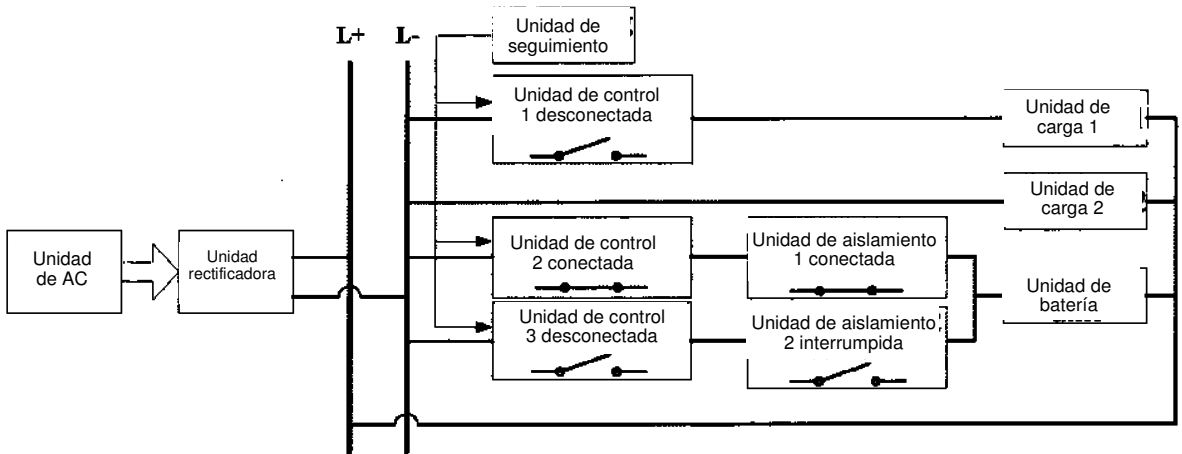 L+
L-
Unidad de
seguimiento
Unidad de control
1 desconectada
Unidad de
carga 1
Unidad de
carga 2
Unidad
de AC
Unidad
rectificadora
Unidad de control
2 conectada
Unidad de aislamiento
1 conectada
Unidad de
batería
Unidad de control
3 desconectada
Unidad de aislamiento
2 interrumpida